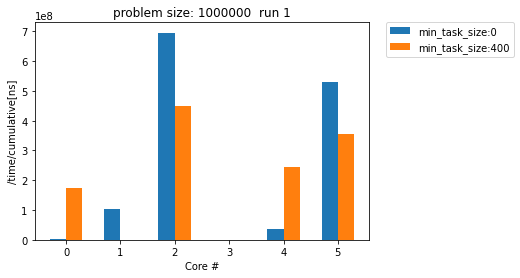 problem size: 1000000 run 1
1e8
7
6
5
4
3
2
1
0
/time/cumulative[ns]
0 1 2 3 4 5
Core #
min_task_size:0
min_task_size:400